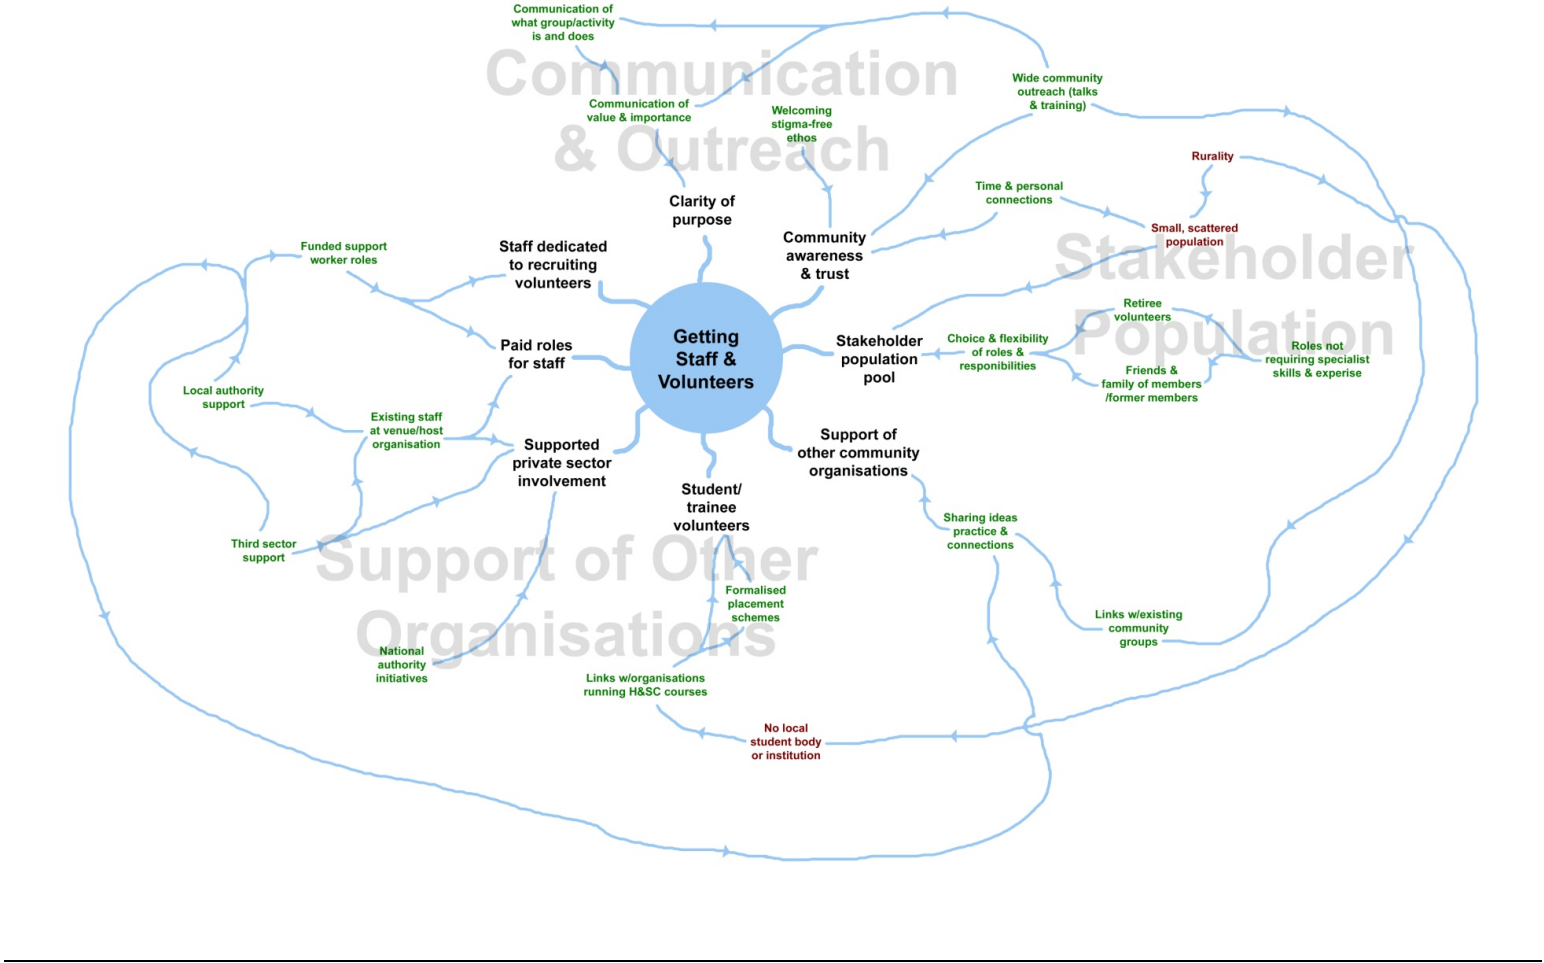 Communication of
what group/activity
is and does
Communication
& Outreach
Communication of
value & importance
Welcoming
stigma-free
ethos
Wide community
outreach (talks
& training)
Rurality
Time & personal
connections
Small, scattered
population
Stakeholder
Population
Clarity of
purpose
Community
awareness
& trust
Staff dedicated
to recruiting
volunteers
Funded support
worker roles
Paid roles
for staff
Getting
Staff &
Volunteers
Stakeholder
population
pool
Choice & flexibility
of roles &
responibilities
Retiree
volunteers
Friends &
family of members
/former members
Roles not
requiring specialist
skills & experise
Local authority
support
Existing staff
at venue/host
organisation
Supported
private sector
involvement
Student/
trainee
volunteers
Support of
other community
organisations
Sharing ideas
practice &
connections
Third sector
support
Support of Other
Organisations
Formalised
placement
schemes
Links w/existing
community
groups
National
authority
initiatives
Links w/organisations
running H&SC courses
No local
student body
or institution